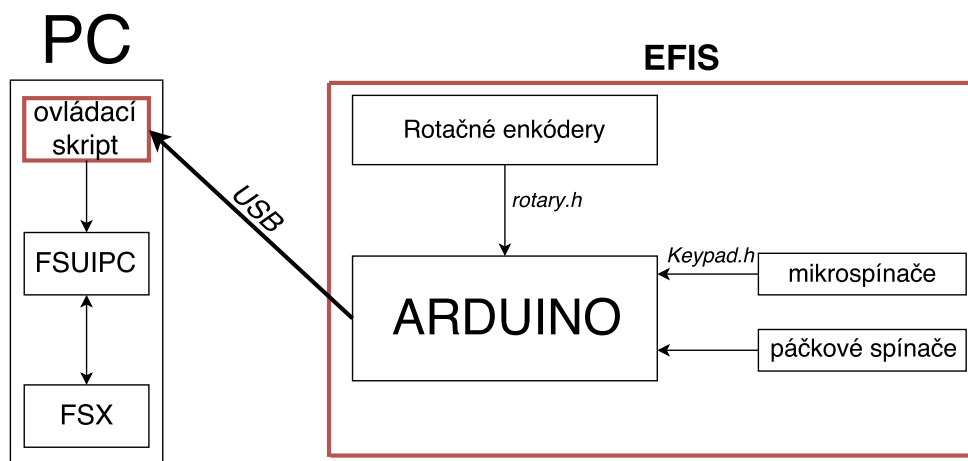 PC
ovládací
skript
FSUIPC
FSX
USB
EFIS
Rotačné enkódery
rotary.h
ARDUINO
Keypad.h
mikrospínače
páčkové spínače